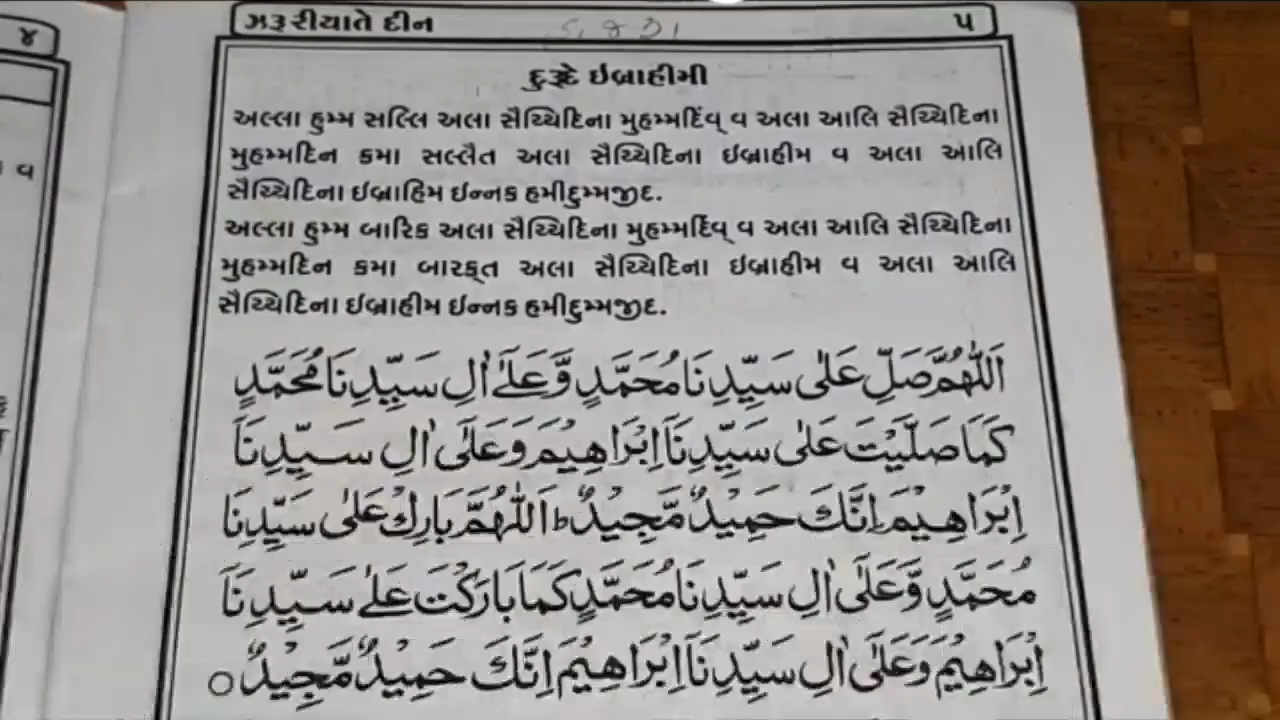 ૪
વ
ઝરૂરીયાતે દીન ૫
દુરૂદે ઇબ્રાહીમી
અલ્લા હુમ્મ સલ્લિ અલા સૈય્યિદિના મુહમ્મદિંવ્ વ અલા આલિ સૈય્યિદિના
મુહમ્મદિન કમા સલ્લૈત અલા સૈય્યિદિના ઇબ્રાહીમ વ અલા આલિ
સૈય્યિદિના ઇબ્રાહિમ ઇન્નક હમીદુમ્મજીદ.
અલ્લા હુમ્મ બારિક અલા સૈય્યિદિના મુહમ્મદિંવ્ વ અલા આલિ સૈય્યિદિના
મુહમ્મદિન કમા બારક્ત અલા સૈય્યિદિના ઇબ્રાહીમ વ અલા આલિ
સૈય્યિદિના ઇબ્રાહીમ ઇન્નક હમીદુમ્મજીદ.
اَللّٰهُمَّ صَلِّ عَلٰى سَيِّدِنَا مُحَمَّدٍ وَّعَلٰٓى اٰلِ سَيِّدِنَا مُحَمَّدٍ
كَمَا صَلَّيْتَ عَلٰى سَيِّدِنَآ اِبْرَاهِيْمَ وَعَلٰٓى اٰلِ سَيِّدِنَآ
اِبْرَاهِيْمَ اِنَّكَ حَمِيْدٌ مَّجِيْدٌ ط اَللّٰهُمَّ بَارِكْ عَلٰى سَيِّدِنَا
مُحَمَّدٍ وَّعَلٰٓى اٰلِ سَيِّدِنَا مُحَمَّدٍ كَمَا بَارَكْتَ عَلٰى سَيِّدِنَآ
اِبْرَاهِيْمَ وَعَلٰٓى اٰلِ سَيِّدِنَآ اِبْرَاهِيْمَ اِنَّكَ حَمِيْدٌ مَّجِيْدٌ ○